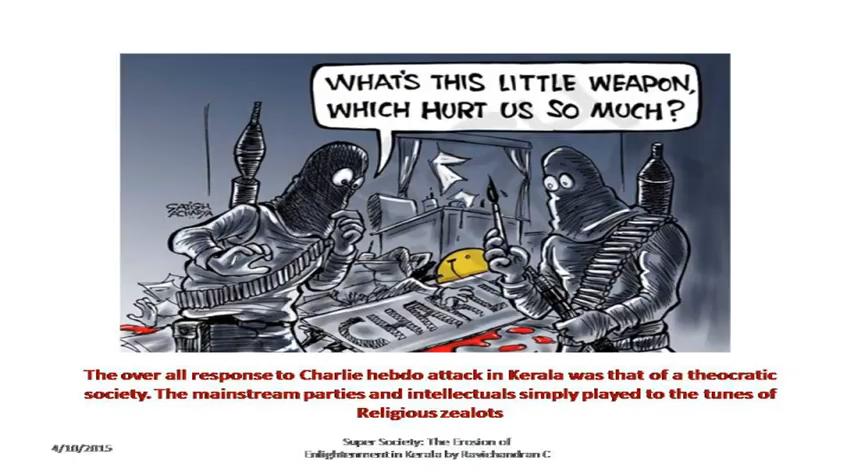 WHAT'S THIS LITTLE WEAPON,
WHICH HURT US SO MUCH?
SATISH
ACHARYA
The over all response to Charlie hebdo attack in Kerala was that of a theocratic
society. The mainstream parties and intellectuals simply played to the tunes of
Religious zealots
4/10/2015
Super Society: The Erosion of
Enlightenment in Kerala by Ravichandran C